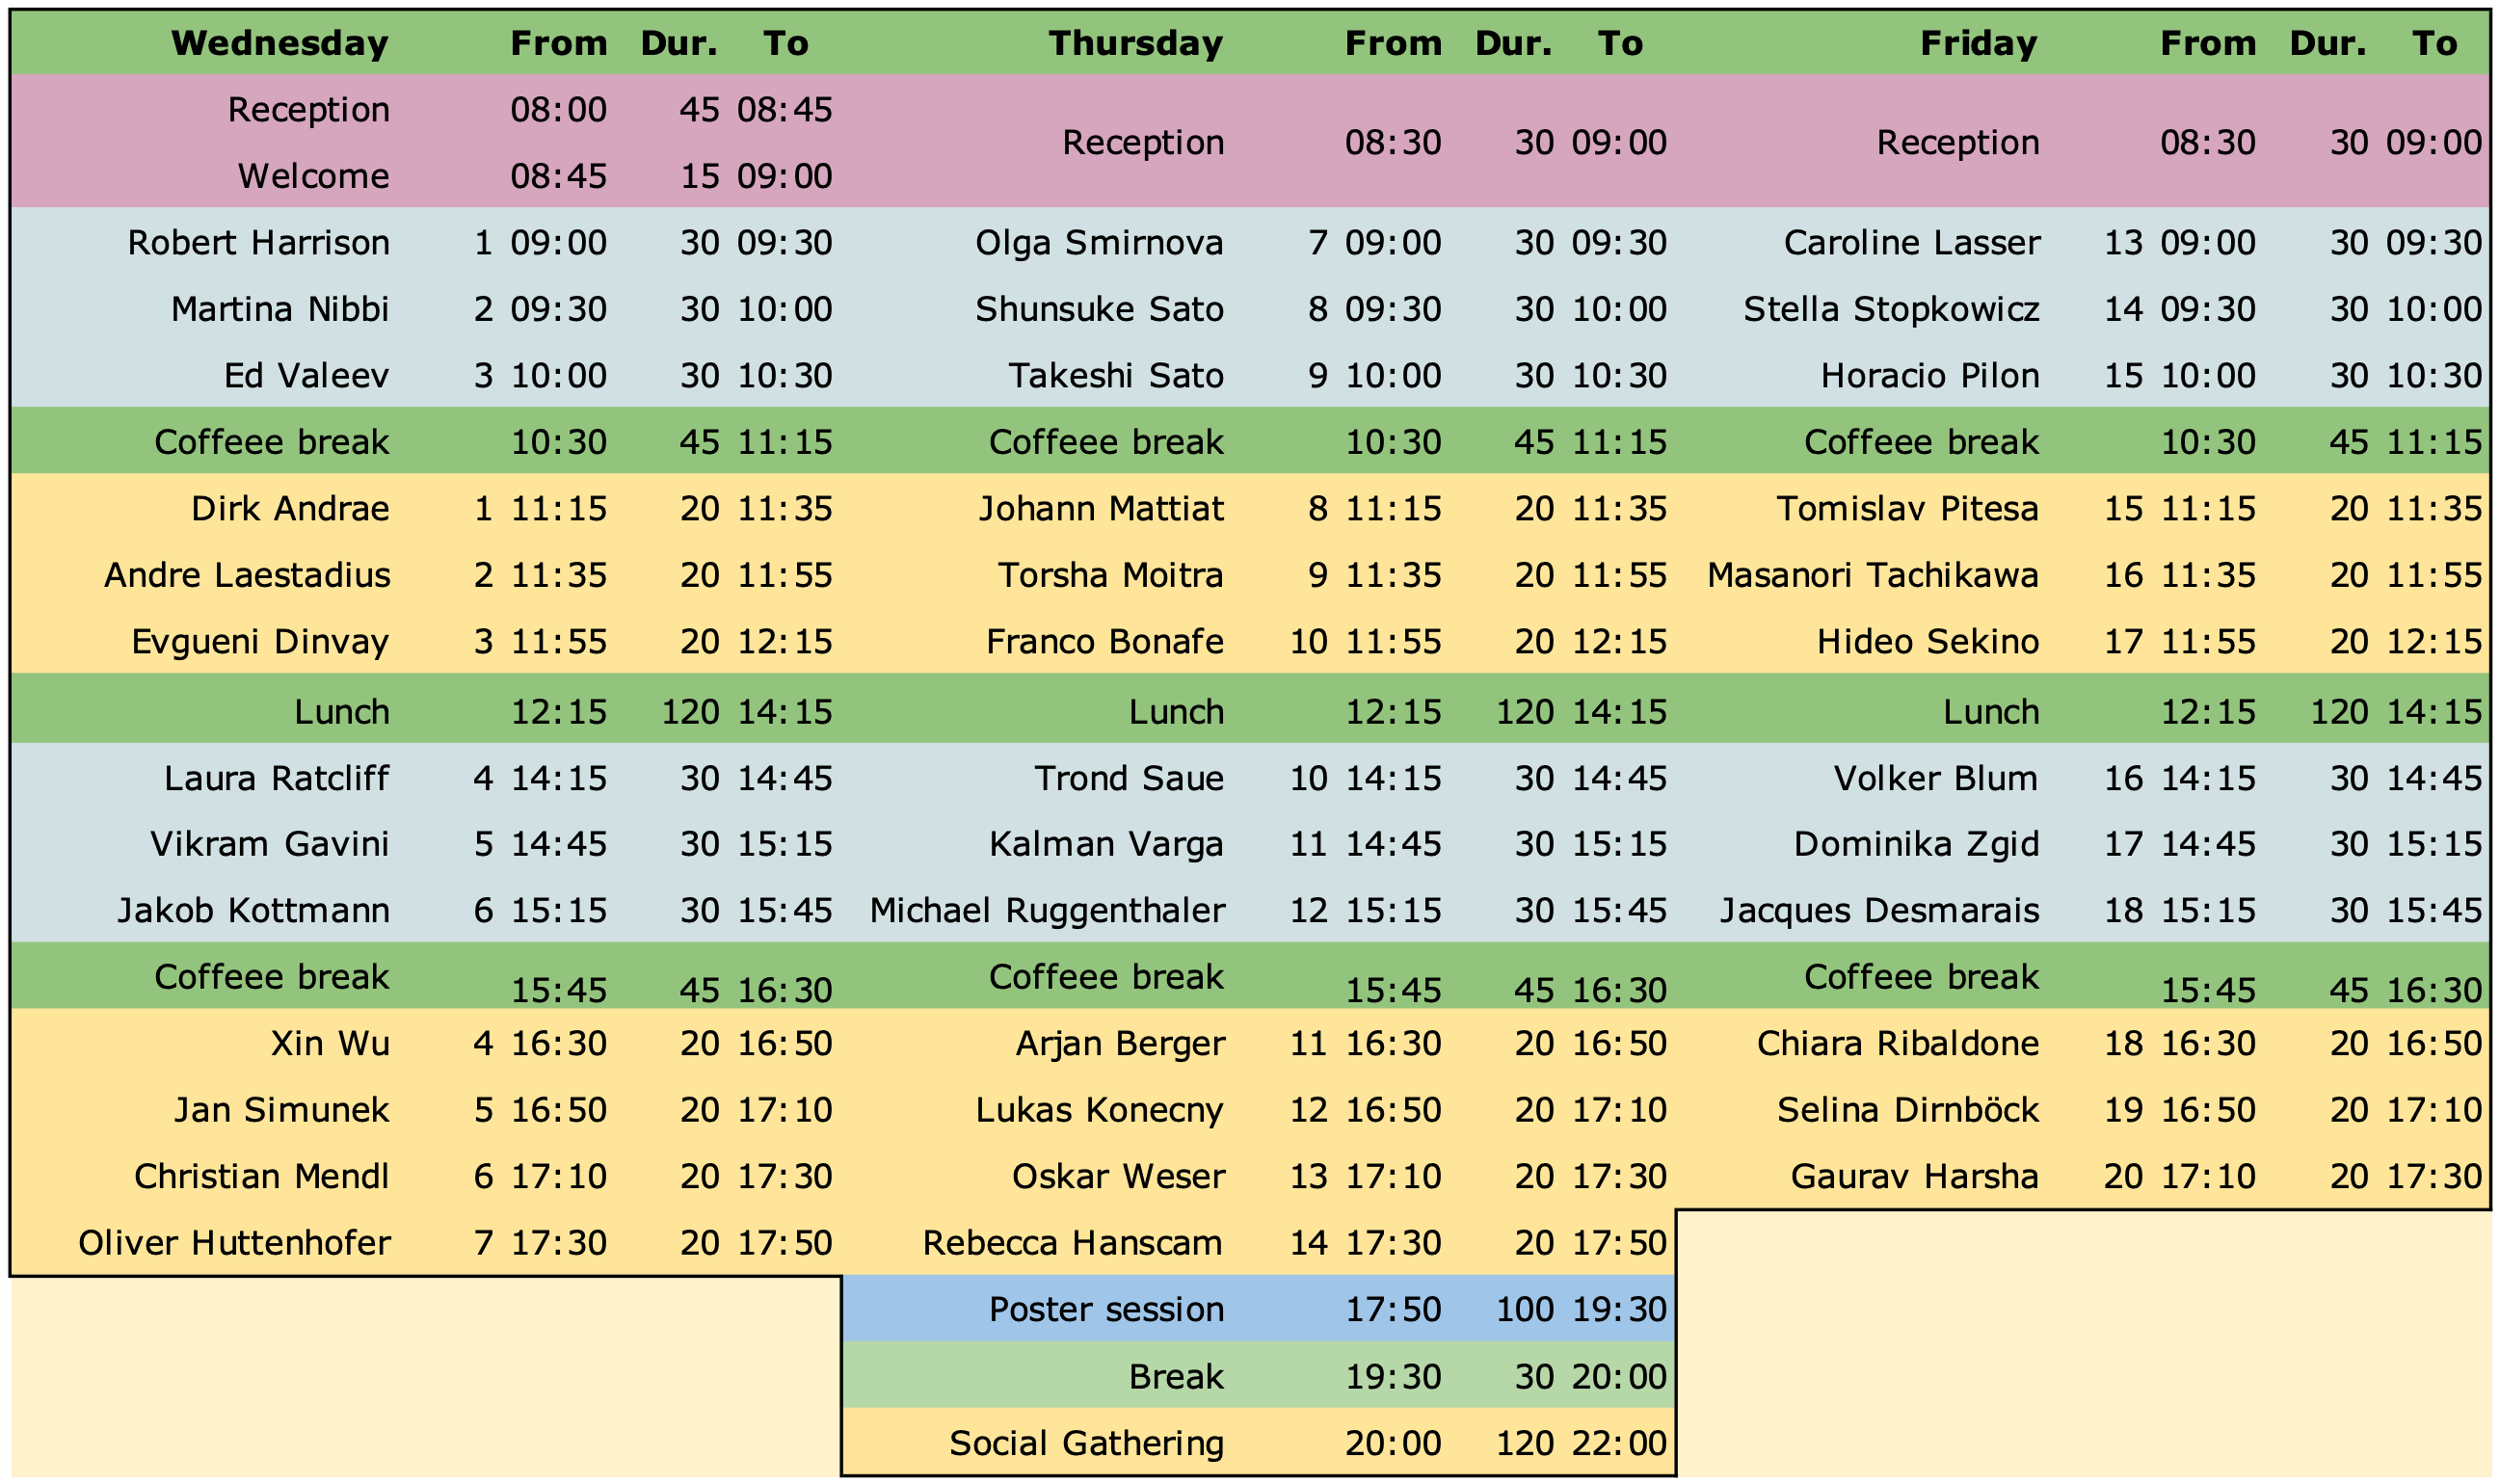 Wednesday From Dur. To Thursday From Dur. To Friday From Dur. To
Reception 08:00 45 08:45
Reception 08:30 30 09:00 Reception 08:30 30 09:00
Welcome 08:45 15 09:00
Robert Harrison 1 09:00 30 09:30 Olga Smirnova 7 09:00 30 09:30 Caroline Lasser 13 09:00 30 09:30
Martina Nibbi 2 09:30 30 10:00 Shunsuke Sato 8 09:30 30 10:00 Stella Stopkowicz 14 09:30 30 10:00
Ed Valeev 3 10:00 30 10:30 Takeshi Sato 9 10:00 30 10:30 Horacio Pilon 15 10:00 30 10:30
Coffeee break 10:30 45 11:15 Coffeee break 10:30 45 11:15 Coffeee break 10:30 45 11:15
Dirk Andrae 1 11:15 20 11:35 Johann Mattiat 8 11:15 20 11:35 Tomislav Pitesa 15 11:15 20 11:35
Andre Laestadius 2 11:35 20 11:55 Torsha Moitra 9 11:35 20 11:55 Masanori Tachikawa 16 11:35 20 11:55
Evgueni Dinvay 3 11:55 20 12:15 Franco Bonafe 10 11:55 20 12:15 Hideo Sekino 17 11:55 20 12:15
Lunch 12:15 120 14:15 Lunch 12:15 120 14:15 Lunch 12:15 120 14:15
Laura Ratcliff 4 14:15 30 14:45 Trond Saue 10 14:15 30 14:45 Volker Blum 16 14:15 30 14:45
Vikram Gavini 5 14:45 30 15:15 Kalman Varga 11 14:45 30 15:15 Dominika Zgid 17 14:45 30 15:15
Jakob Kottmann 6 15:15 30 15:45 Michael Ruggenthaler 12 15:15 30 15:45 Jacques Desmarais 18 15:15 30 15:45
Coffeee break 15:45 45 16:30 Coffeee break 15:45 45 16:30 Coffeee break 15:45 45 16:30
Xin Wu 4 16:30 20 16:50 Arjan Berger 11 16:30 20 16:50 Chiara Ribaldone 18 16:30 20 16:50
Jan Simunek 5 16:50 20 17:10 Lukas Konecny 12 16:50 20 17:10 Selina Dirnböck 19 16:50 20 17:10
Christian Mendl 6 17:10 20 17:30 Oskar Weser 13 17:10 20 17:30 Gaurav Harsha 20 17:10 20 17:30
Oliver Huttenhofer 7 17:30 20 17:50 Rebecca Hanscam 14 17:30 20 17:50
Poster session 17:50 100 19:30
Break 19:30 30 20:00
Social Gathering 20:00 120 22:00